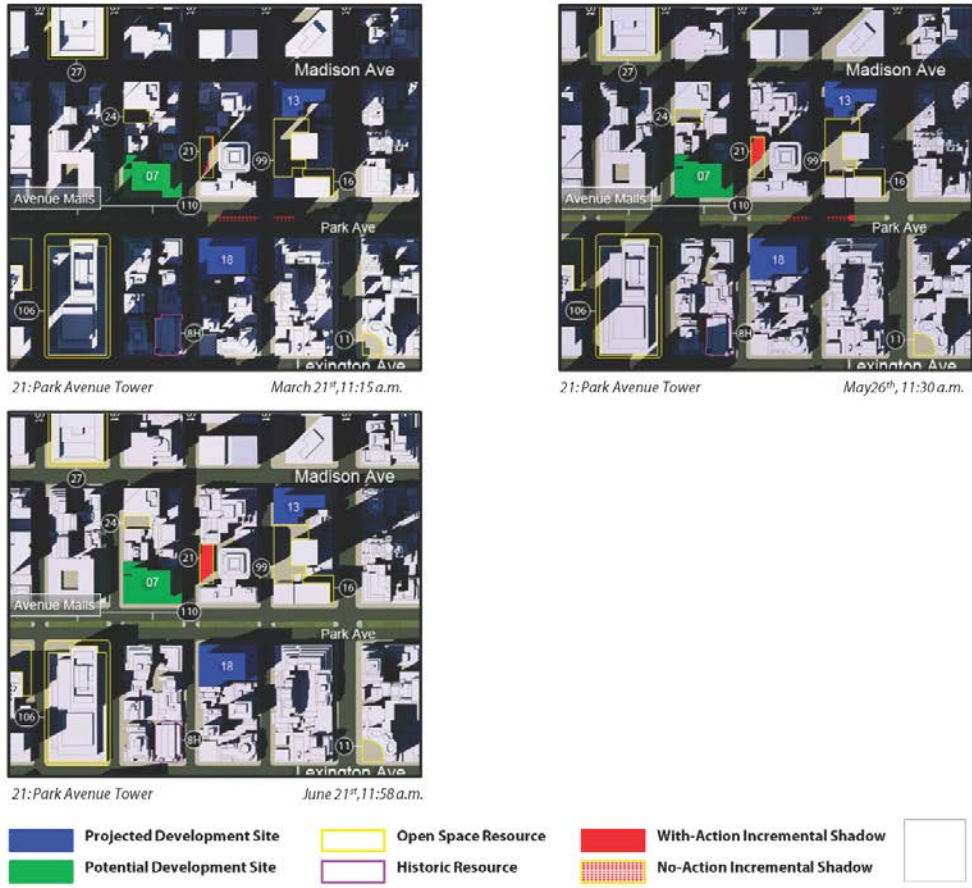 Madison Ave
27
24
13
21
99
07
16
Avenue Malls
110
Park Ave
18
106
8H
11
Lexington Ave
21: Park Avenue Tower
March 21st, 11:15 a.m.
Madison Ave
27
24
13
21
99
07
16
Avenue Malls
110
Park Ave
18
106
8H
11
Lexington Ave
21: Park Avenue Tower
May26th, 11:30 a.m.
Madison Ave
27
24
13
21
99
07
16
Avenue Malls
110
Park Ave
18
106
8H
11
Lexington Ave
21: Park Avenue Tower
June 21st, 11:58 a.m.
Projected Development Site
Open Space Resource
With-Action Incremental Shadow
Potential Development Site
Historic Resource
No-Action Incremental Shadow